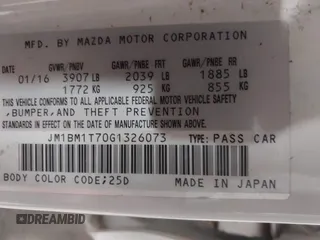 MFD. BY MAZDA MOTOR CORPORATION
GVWR/PNBV GAWR/PNBE FR GAWR/PNBE RR
01/16 3907LB 2039 LB 1885 LB
1772 KG 925 KG 855 KG
THIS VEHICLE CONFORMS TO ALL APPLICABLE
FEDERAL MOTOR VEHICLE SAFETY
,BUMPER,AND THEFT PREVENTION
STANDARDS IN EFFECT ON THE DATE OF
MANUFACTURE SHOWN ABOVE.
JM1BM1T70G1326073 TYPE: PASS CAR
BODY COLOR CODE;25D
MADE IN JAPAN
DREAMBID